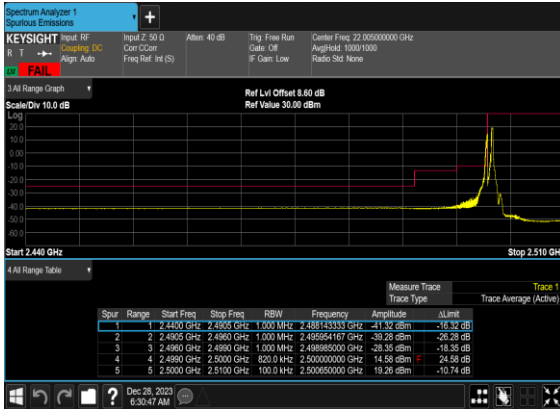 Spectrum Analyzer 1
Spurious Emissions
KEYSIGHT Input: RF Input Z: 50 Ω Atten: 40 dB Trig: Free Run Center Freq: 22.005000000 GHz
R T Coupling: DC Corr CCorr Gate: Off Avg|Hold: 1000/1000
Align: Auto Freq Ref: Int (S) IF Gain: Low Radio Std: None
FAIL
3 All Range Graph
Ref Lvl Offset 8.60 dB
Scale/Div 10.0 dB Ref Value 30.00 dBm
Log
20.0
10.0
0.00
-10.0
-20.0
-30.0
-40.0
-50.0
-60.0
Start 2.440 GHz Stop 2.510 GH
4 All Range Table
Measure Trace Trace 1
Trace Type Trace Average (Active)
Spur Range Start Freq Stop Freq RBW Frequency Amplitude ΔLimit
1 1 2.4400 GHz 2.4905 GHz 1.000 MHz 2.488143333 GHz -41.32 dBm -16.32 dB
2 2 2.4905 GHz 2.4960 GHz 1.000 MHz 2.495954167 GHz -39.28 dBm -26.28 dB
3 3 2.4960 GHz 2.4990 GHz 1.000 MHz 2.498985000 GHz -28.35 dBm -18.35 dB
4 4 2.4990 GHz 2.5000 GHz 820.0 kHz 2.500000000 GHz 14.58 dBm F 24.58 dB
5 5 2.5000 GHz 2.5100 GHz 100.0 kHz 2.500650000 GHz 19.26 dBm -10.74 dB
Dec 28, 2023
6:30:47 AM